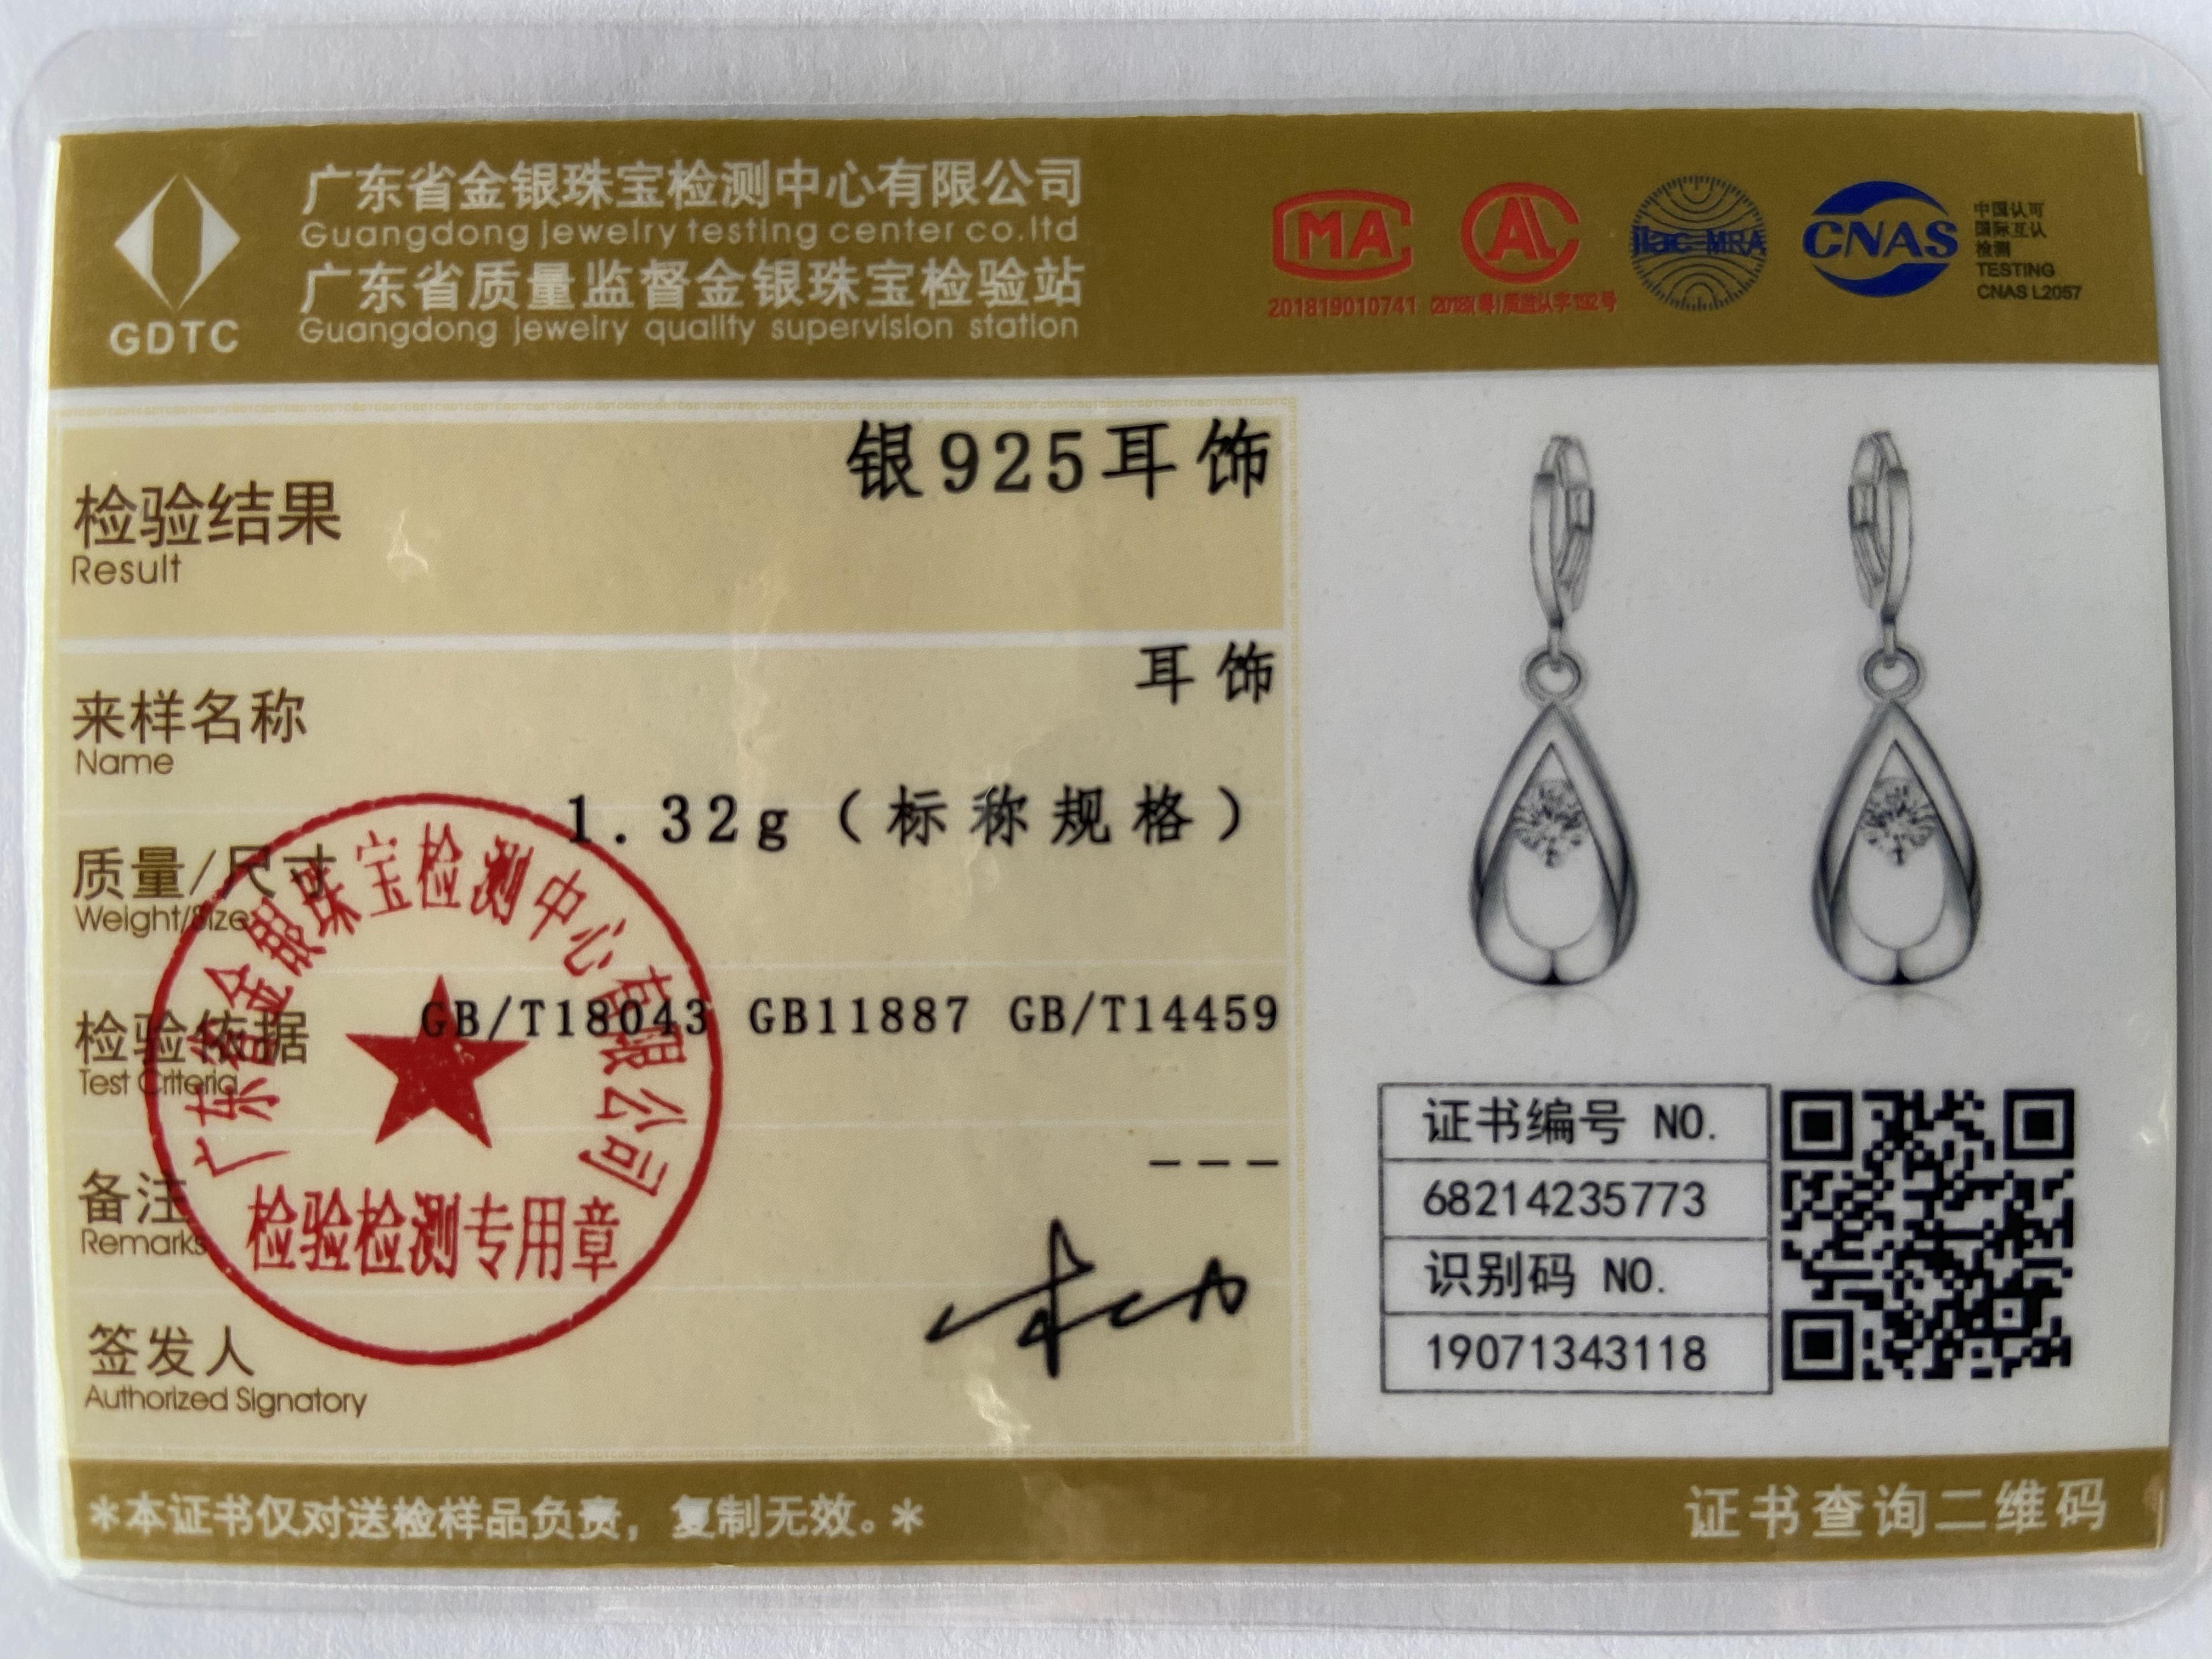 广东省金银珠宝检测中心有限公司
Guangdong jewelry testing center co.ltd
广东省质量监督金银珠宝检验站
Guangdong jewelry quality supervision station
GDTC
MA
201819010741
AL
ilac-MRA
CNAS
中国认可
国际互认
检测
TESTING
CNAS L2057
检验结果
Result
银925耳饰
来样名称
Name
耳饰
质量/尺寸
Weight/Size
1.32g（标称规格）
检验依据
Test Criteria
GB/T18043 GB11887 GB/T14459
备注
Remarks
---
签发人
Authorized Signatory
广东省金银珠宝检测中心有限公司
检验检测专用章
证书编号 NO.
68214235773
识别码 NO.
19071343118
*本证书仅对送检样品负责，复制无效。*
证书查询二维码